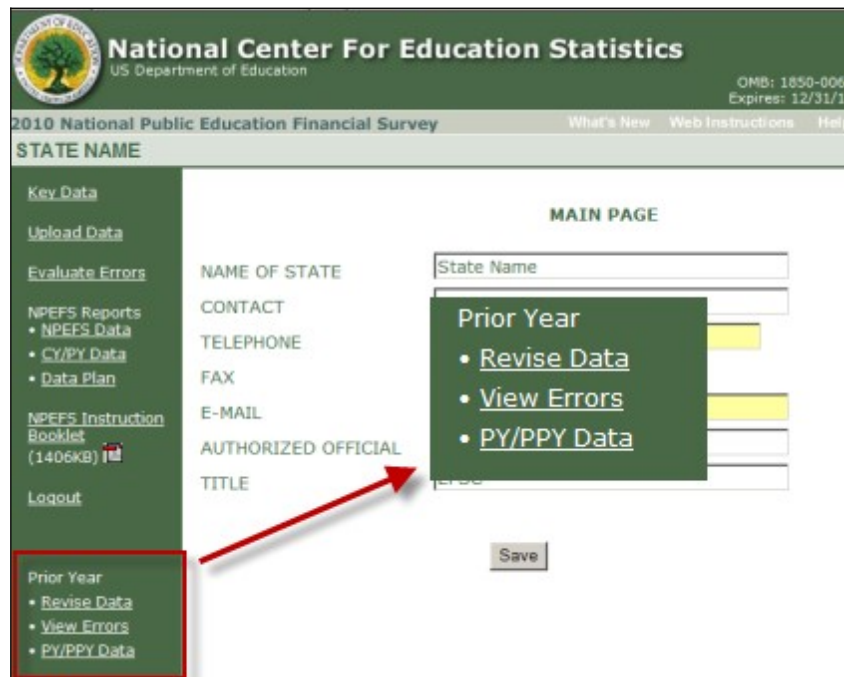 National Center For Education Statistics
US Department of Education
OMB: 1850-006
Expires: 12/31/1
2010 National Public Education Financial Survey What's New Web Instructions Help
STATE NAME
Key Data
Upload Data
Evaluate Errors
NPEFS Reports
• NPEFS Data
• CY/PY Data
• Data Plan
NPEFS Instruction
Booklet
(1406KB)
Logout
Prior Year
• Revise Data
• View Errors
• PY/PPY Data
MAIN PAGE
NAME OF STATE State Name
CONTACT
TELEPHONE
FAX
E-MAIL
AUTHORIZED OFFICIAL
TITLE
Prior Year
• Revise Data
• View Errors
• PY/PPY Data
Save